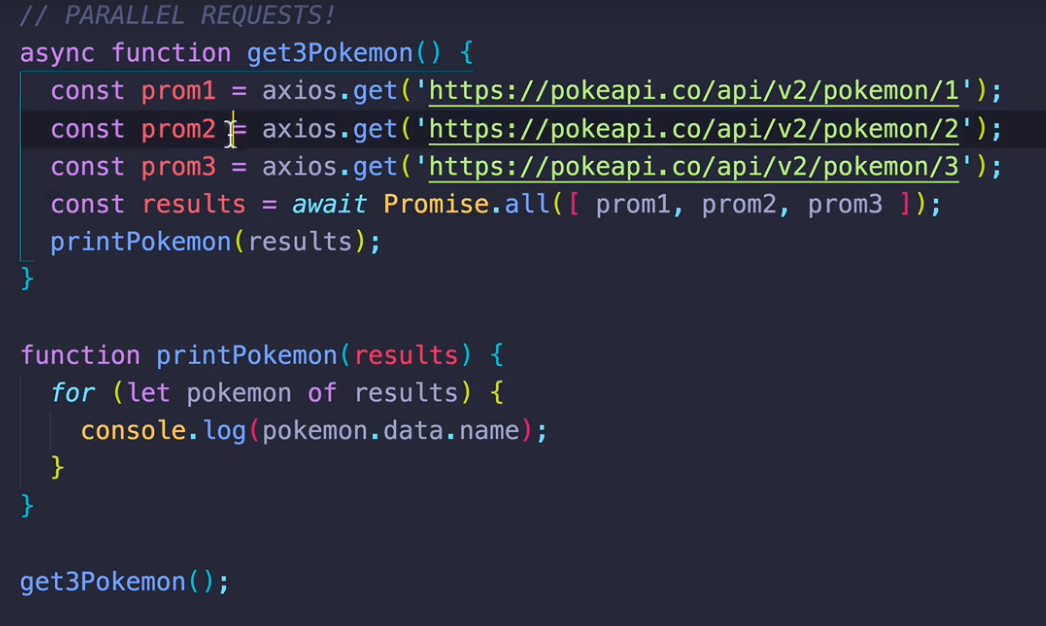 // PARALLEL REQUESTS!
async function get3Pokemon() {
  const prom1 = axios.get('https://pokeapi.co/api/v2/pokemon/1');
  const prom2 = axios.get('https://pokeapi.co/api/v2/pokemon/2');
  const prom3 = axios.get('https://pokeapi.co/api/v2/pokemon/3');
  const results = await Promise.all([ prom1, prom2, prom3 ]);
  printPokemon(results);
}
function printPokemon(results) {
  for (let pokemon of results) {
    console.log(pokemon.data.name);
  }
}
get3Pokemon();